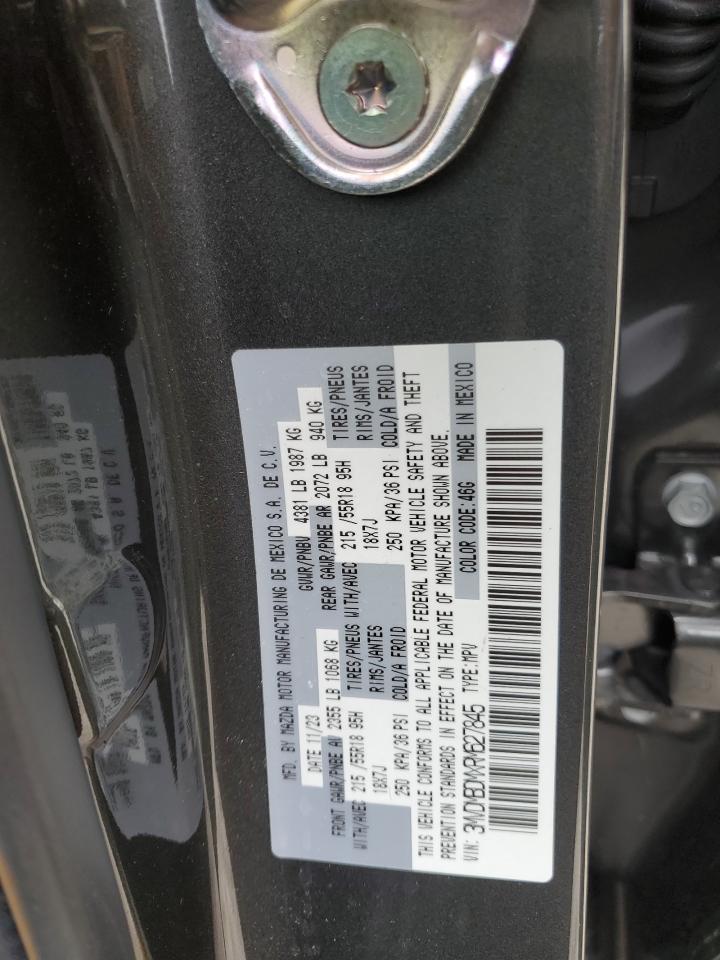 MFD. BY MAZDA MOTOR MANUFACTURING DE MEXICO S.A. DE C.V.
DATE 11/23 GVWR/PNBV 4381 LB 1987 KG
FRONT GAWR/PNBE AV 2355 LB 1068 KG REAR GAWR/PNBE AR 2072 LB 940 KG
WITH/AVEC 215 /55R18 95H TIRES/PNEUS WITH/AVEC 215 /55R18 95H TIRES/PNEUS
18X7J RIMS/JANTES 18X7J RIMS/JANTES
250 KPA/36 PSI COLD/A FROID 250 KPA/36 PSI COLD/A FROID
THIS VEHICLE CONFORMS TO ALL APPLICABLE FEDERAL MOTOR VEHICLE SAFETY AND THEFT
PREVENTION STANDARDS IN EFFECT ON THE DATE OF MANUFACTURE SHOWN ABOVE.
VIN: TYPE:MPV COLOR CODE:46G MADE IN MEXICO